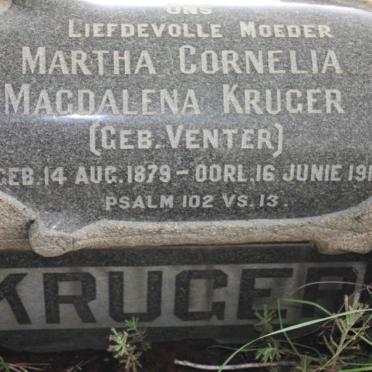 ONS
LIEFDEVOLLE MOEDER
MARTHA CORNELIA
MAGDALENA KRUGER
(GEB. VENTER)
GEB. 14 AUG. 1879 - OORL. 16 JUNIE
PSALM 102 VS. 13.
KRUGER